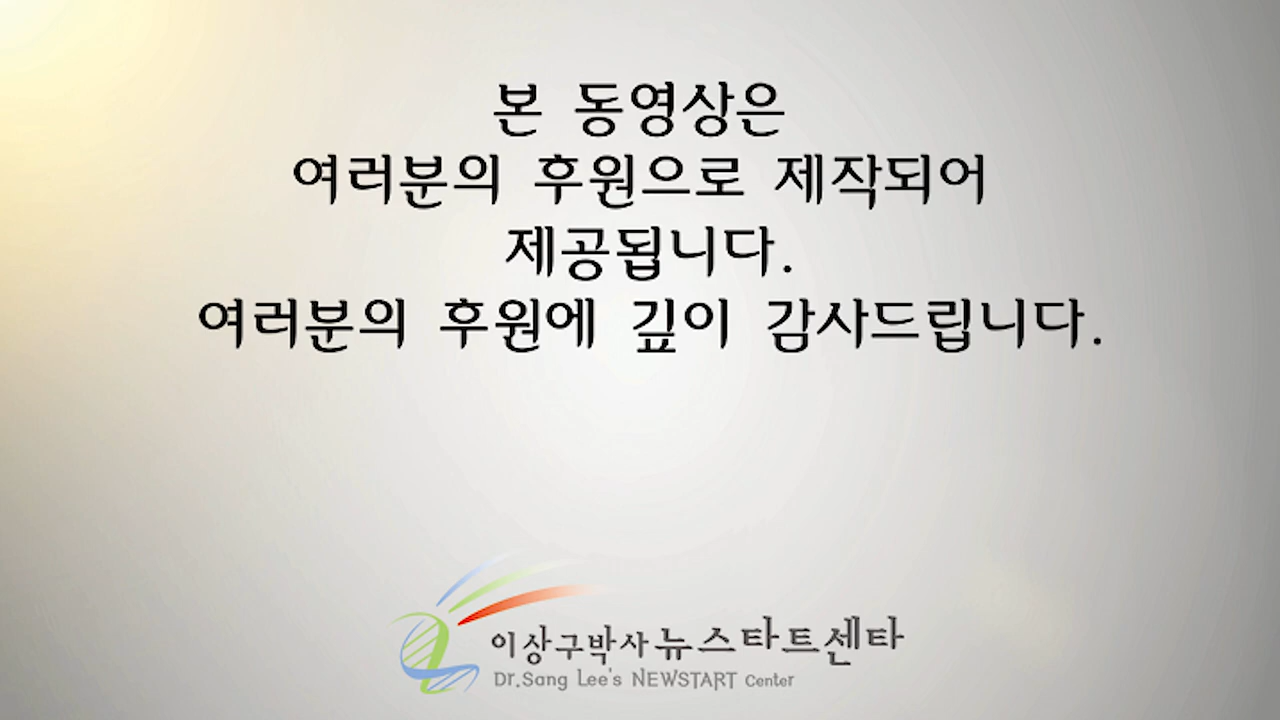 본 동영상은
여러분의 후원으로 제작되어
제공됩니다.
여러분의 후원에 깊이 감사드립니다.
이상구박사 뉴스타트센타
Dr.Sang Lee's NEWSTART Center